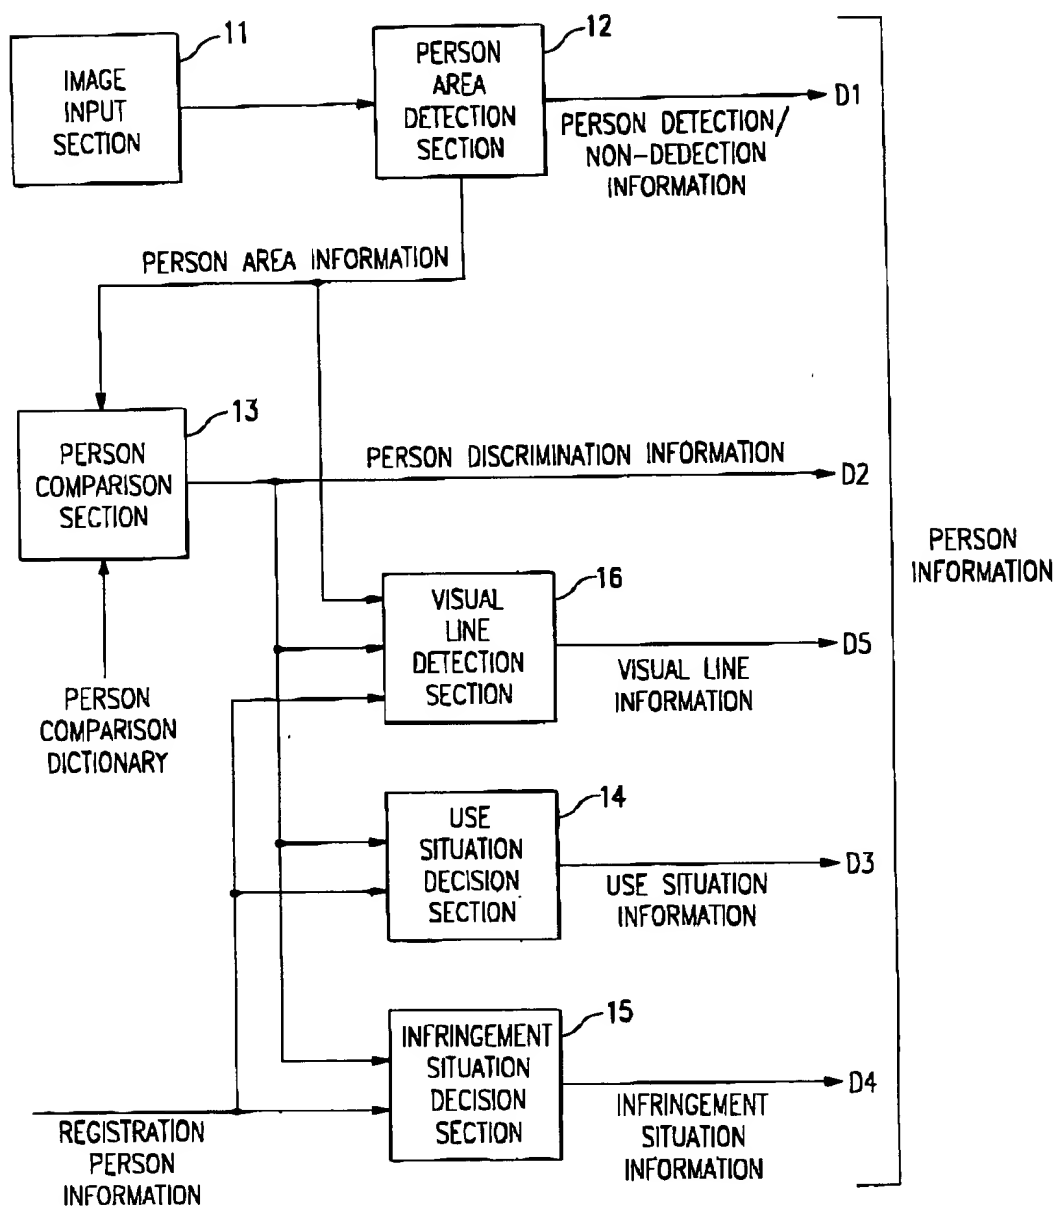 11
IMAGE
INPUT
SECTION
12
PERSON
AREA
DETECTION
SECTION
D1
PERSON DETECTION/
NON-DEDECTION
INFORMATION
PERSON AREA INFORMATION
13
PERSON
COMPARISON
SECTION
PERSON DISCRIMINATION INFORMATION
D2
PERSON
INFORMATION
16
VISUAL
LINE
DETECTION
SECTION
D5
VISUAL LINE
INFORMATION
PERSON
COMPARISON
DICTIONARY
14
USE
SITUATION
DECISION
SECTION
D3
USE SITUATION
INFORMATION
15
INFRINGEMENT
SITUATION
DECISION
SECTION
D4
INFRINGEMENT
SITUATION
INFORMATION
REGISTRATION
PERSON
INFORMATION